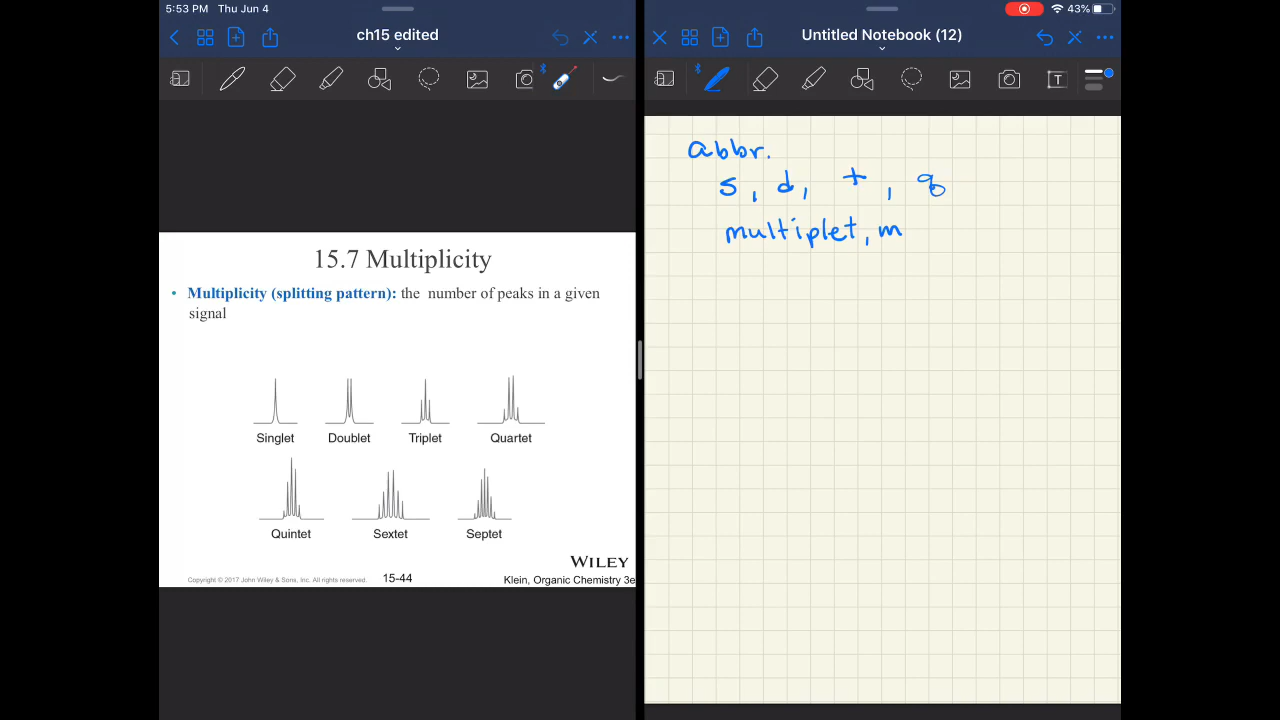 5:53 PM Thu Jun 4
43%
ch15 edited
Untitled Notebook (12)
T
15.7 Multiplicity
• Multiplicity (splitting pattern): the number of peaks in a given
signal
Singlet Doublet Triplet Quartet
Quintet Sextet Septet
WILEY
Copyright © 2017 John Wiley & Sons, Inc. All rights reserved. 15-44 Klein, Organic Chemistry 3e
abbr.
s, d, t, q
multiplet, m